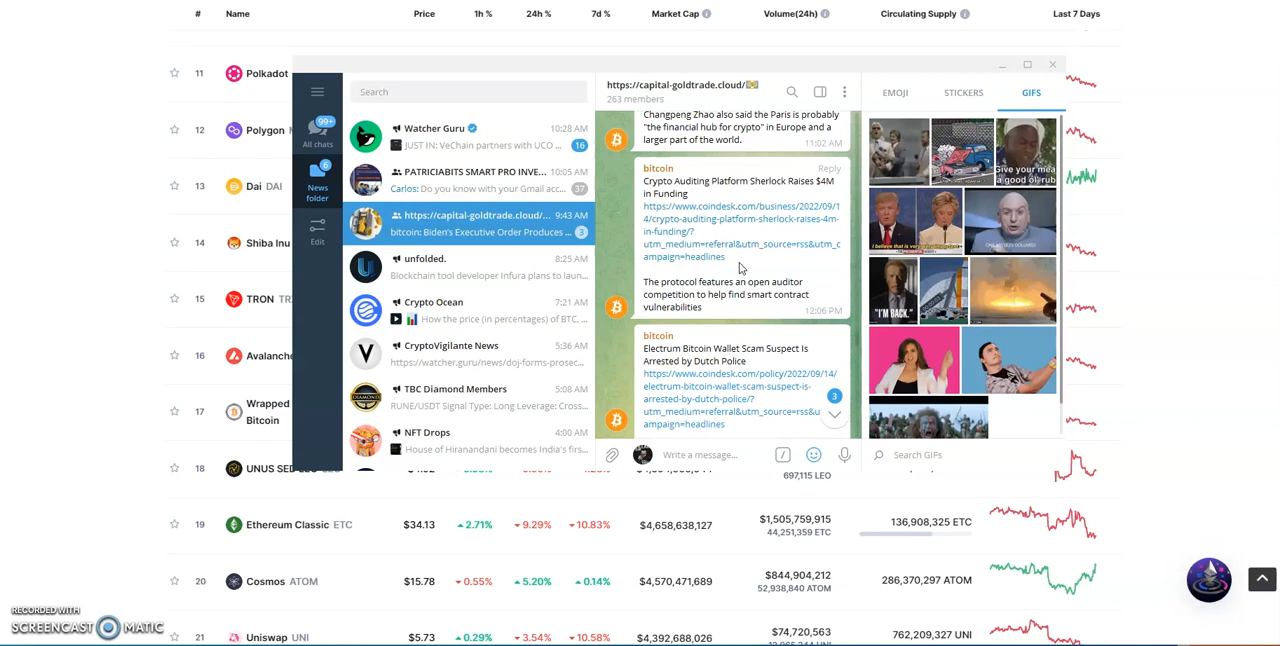 # Name Price 1h % 24h % 7d % Market Cap Volume(24h) Circulating Supply Last 7 Days
11 Polkadot
12 Polygon
13 Dai DAI
14 Shiba Inu
15 TRON
16 Avalanche
17 Wrapped
Bitcoin
18 UNUS SED
697,115 LEO
19 Ethereum Classic ETC $34.13 2.71% 9.29% 10.83% $4,658,638,127 $1,505,759,915 136,908,325 ETC
44,251,359 ETC
20 Cosmos ATOM $15.78 0.55% 5.20% 0.14% $4,570,471,689 $844,904,212 286,370,297 ATOM
52,938,840 ATOM
21 Uniswap UNI $5.73 0.29% 3.54% 10.58% $4,392,688,026 $74,720,563 762,209,327 UNI
99+
All chats
6
News
folder
Edit
Search
Watcher Guru 10:28 AM
JUST IN: VeChain partners with UCO ... 16
PATRICIABITS SMART PRO INVE... 10:05 AM
Carlos: Do you know with your Gmail acc... 37
https://capital-goldtrade.cloud/... 9:43 AM
bitcoin: Biden's Executive Order Produces ... 3
unfolded. 8:25 AM
Blockchain tool developer Infura plans to laun...
Crypto Ocean 7:21 AM
How the price (in percentages) of BTC, ...
CryptoVigilante News 5:36 AM
https://watcher.guru/news/doj-forms-prosec...
TBC Diamond Members 5:08 AM
RUNE/USDT Signal Type: Long Leverage: Cross...
NFT Drops 4:00 AM
House of Hiranandani becomes India's firs...
https://capital-goldtrade.cloud/
263 members
Changpeng Zhao also said the Paris is probably
"the financial hub for crypto" in Europe and a
larger part of the world.
11:02 AM
bitcoin Reply
Crypto Auditing Platform Sherlock Raises $4M
in Funding
https://www.coindesk.com/business/2022/09/1
4/crypto-auditing-platform-sherlock-raises-4m-
in-funding/?
utm_medium=referral&utm_source=rss&utm_c
ampaign=headlines
The protocol features an open auditor
competition to help find smart contract
vulnerabilities
12:06 PM
bitcoin
Electrum Bitcoin Wallet Scam Suspect Is
Arrested by Dutch Police
https://www.coindesk.com/policy/2022/09/14/
electrum-bitcoin-wallet-scam-suspect-is-
arrested-by-dutch-police/?
utm_medium=referral&utm_source=rss&u
ampaign=headlines
3
Write a message...
EMOJI STICKERS GIFS
Give your mea
a good ol' rub
I believe that is very
ONE MILLION DOLLARS!
"I'M BACK."
Search GIFs
RECORDED WITH
SCREENCAST MATIC